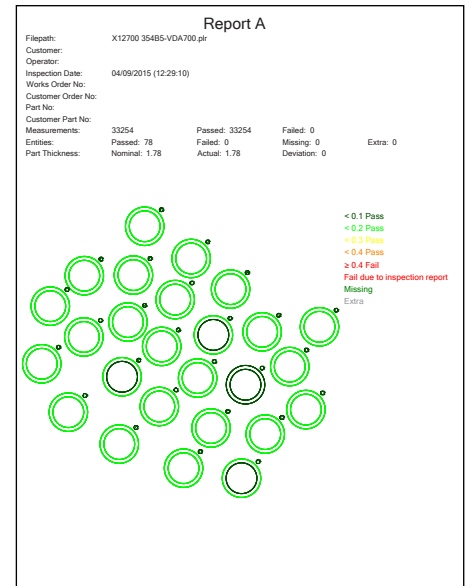 Report A
Filepath: X12700 354B5-VDA700.plr
Customer:
Operator:
Inspection Date: 04/09/2015 (12:29:10)
Works Order No:
Customer Order No:
Part No:
Customer Part No:
Measurements: 33254 Passed: 33254 Failed: 0
Entities: Passed: 78 Failed: 0 Missing: 0 Extra: 0
Part Thickness: Nominal: 1.78 Actual: 1.78 Deviation: 0
< 0.1 Pass
< 0.2 Pass
< 0.3 Pass
< 0.4 Pass
≥ 0.4 Fail
Fail due to inspection report
Missing
Extra